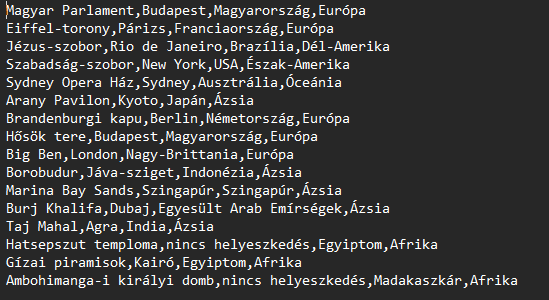 Magyar Parlament,Budapest,Magyarország,Európa
Eiffel-torony,Párizs,Franciaország,Európa
Jézus-szobor,Rio de Janeiro,Brazília,Dél-Amerika
Szabadság-szobor,New York,USA,Észak-Amerika
Sydney Opera Ház,Sydney,Ausztrália,Óceánia
Arany Pavilon,Kyoto,Japán,Ázsia
Brandenburgi kapu,Berlin,Németország,Európa
Hősök tere,Budapest,Magyarország,Európa
Big Ben,London,Nagy-Brittania,Európa
Borobudur,Jáva-sziget,Indonézia,Ázsia
Marina Bay Sands,Szingapúr,Szingapúr,Ázsia
Burj Khalifa,Dubaj,Egyesült Arab Emírségek,Ázsia
Taj Mahal,Agra,India,Ázsia
Hatsepszut temploma,nincs helyeszkedés,Egyiptom,Afrika
Gízai piramisok,Kairó,Egyiptom,Afrika
Ambohimanga-i királyi domb,nincs helyeszkedés,Madakaszkár,Afrika